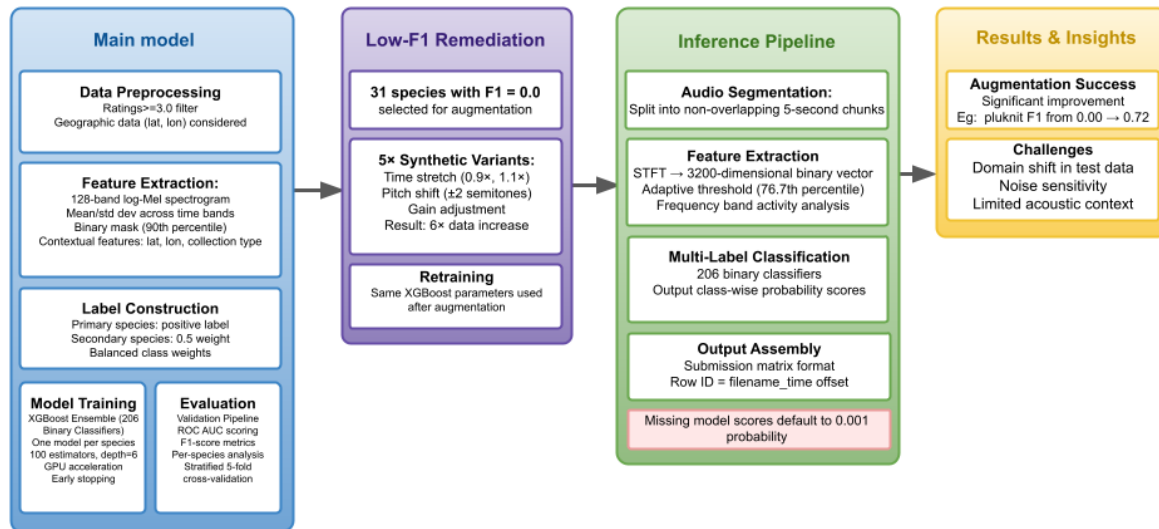 Main model
Data Preprocessing
Ratings>=3.0 filter
Geographic data (lat, lon) considered
Feature Extraction:
128-band log-Mel spectrogram
Mean/std dev across time bands
Binary mask (90th percentile)
Contextual features: lat, lon, collection type
Label Construction
Primary species: positive label
Secondary species: 0.5 weight
Balanced class weights
Model Training
XGBoost Ensemble (206
Binary Classifiers)
One model per species
100 estimators, depth=6
GPU acceleration
Early stopping
Evaluation
Validation Pipeline
ROC AUC scoring
F1-score metrics
Per-species analysis
Stratified 5-fold
cross-validation
Low-F1 Remediation
31 species with F1 = 0.0
selected for augmentation
5× Synthetic Variants:
Time stretch (0.9×, 1.1×)
Pitch shift (±2 semitones)
Gain adjustment
Result: 6× data increase
Retraining
Same XGBoost parameters used
after augmentation
Inference Pipeline
Audio Segmentation:
Split into non-overlapping 5-second chunks
Feature Extraction
STFT → 3200-dimensional binary vector
Adaptive threshold (76.7th percentile)
Frequency band activity analysis
Multi-Label Classification
206 binary classifiers
Output class-wise probability scores
Output Assembly
Submission matrix format
Row ID = filename_time offset
Missing model scores default to 0.001
probability
Results & Insights
Augmentation Success
Significant improvement
Eg: pluknit F1 from 0.00 → 0.72
Challenges
Domain shift in test data
Noise sensitivity
Limited acoustic context